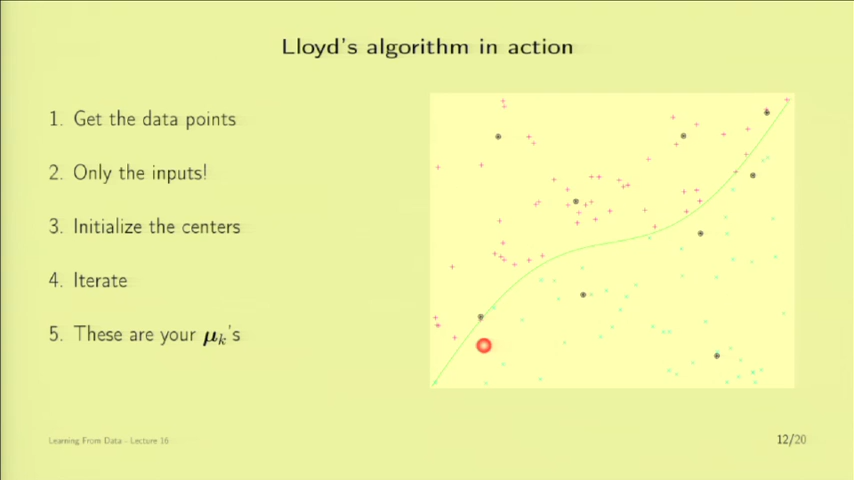 Lloyd's algorithm in action
1. Get the data points
2. Only the inputs!
3. Initialize the centers
4. Iterate
5. These are your μₖ's
Learning From Data - Lecture 16
12/20